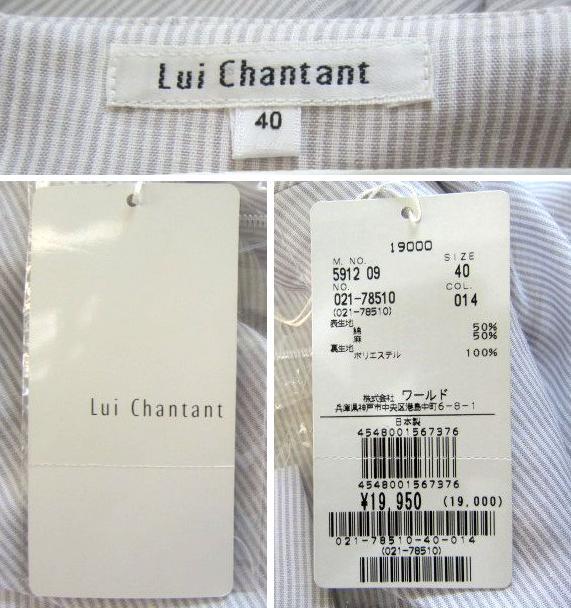 Lui Chantant
40
Lui Chantant
19000
M. NO. SIZE
5912 09 40
NO. COL.
021-78510 014
(021-78510)
表生地
綿 50%
麻 50%
裏生地
ポリエステル 100%
株式会社 ワールド
兵庫県神戸市中央区港島中町6-8-1
日本製
4548001567376
4548001567376
¥19,950 (19,000)
021-78510-40-014
(021-78510)